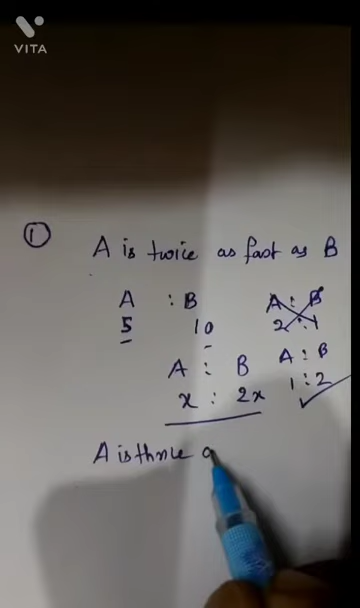 VITA
① A is twice as fast as B
A : B A : B
5 10 2 : 1
A : B A : B
x : 2x 1 : 2
A is thrice a